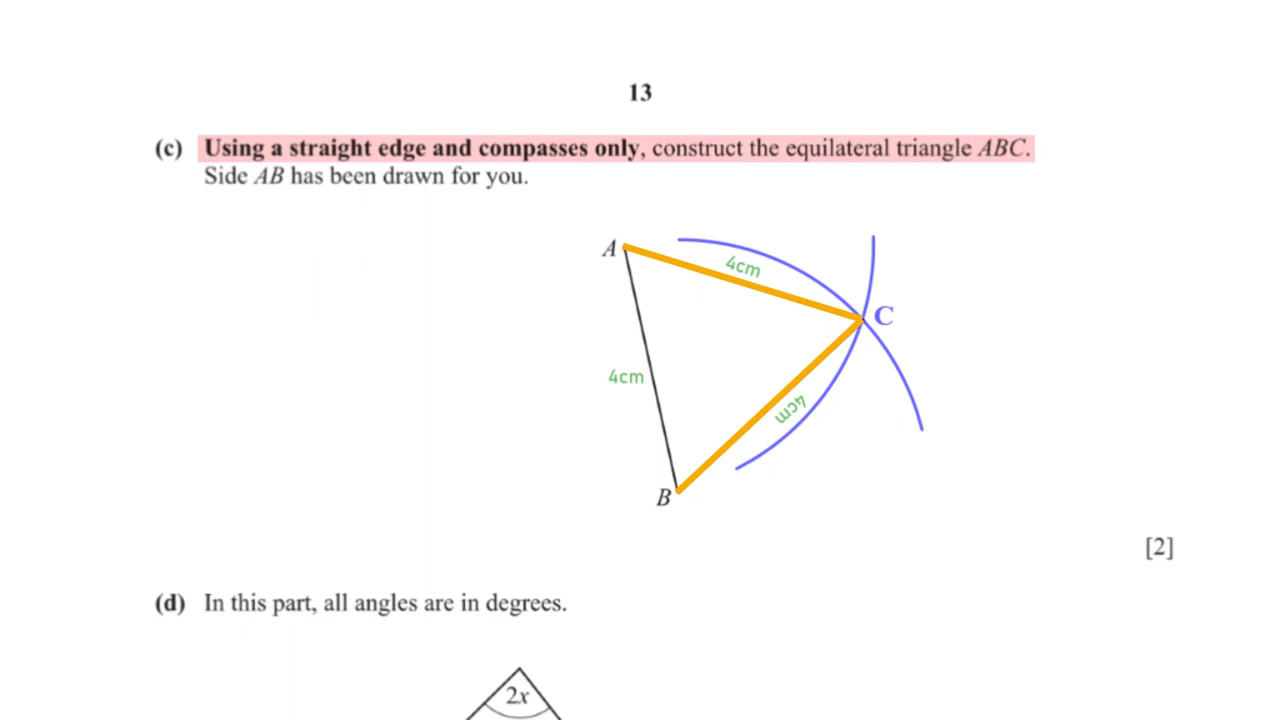 13
(c) Using a straight edge and compasses only, construct the equilateral triangle ABC.
Side AB has been drawn for you.
A
4cm
C
4cm
4cm
B
[2]
(d) In this part, all angles are in degrees.
2x